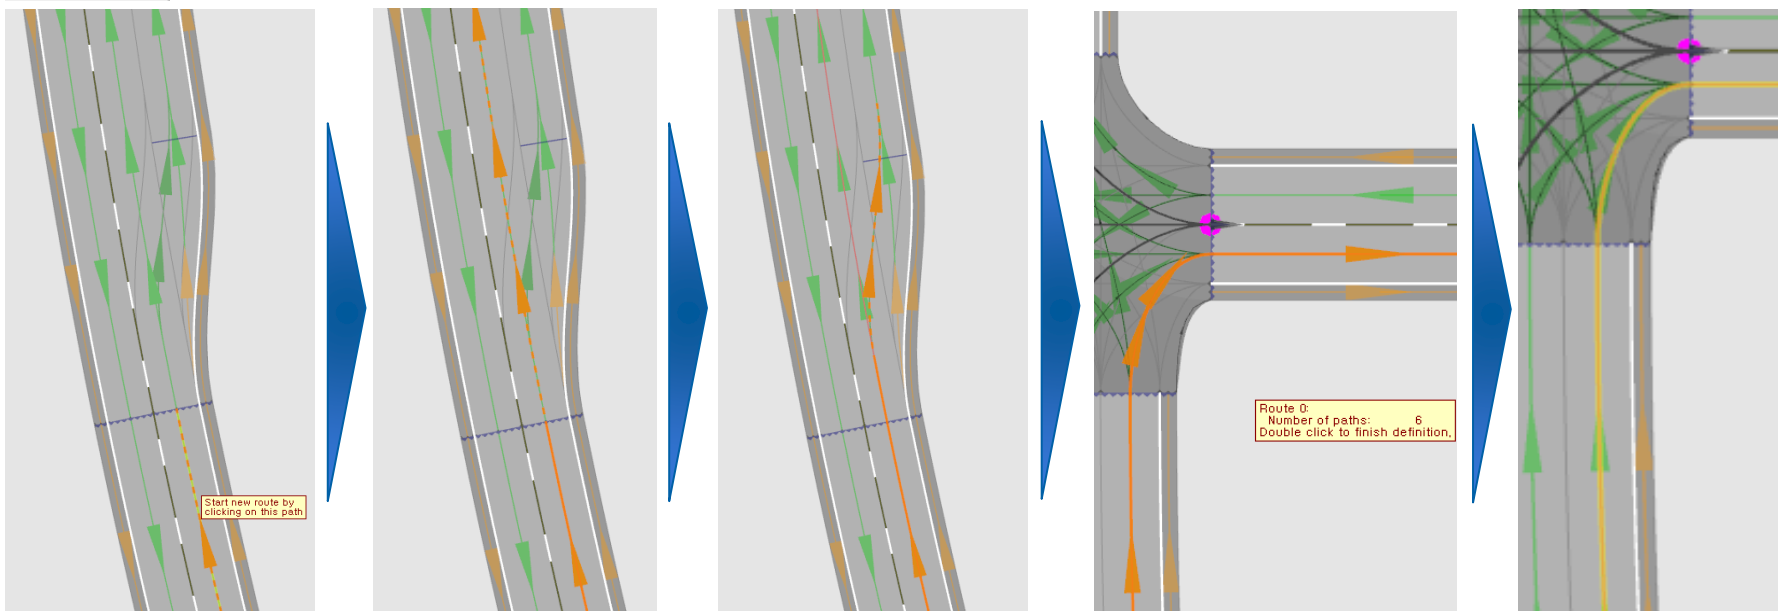 Start new route by
clicking on this path
Route 0:
Number of paths: 6
Double click to finish definition.